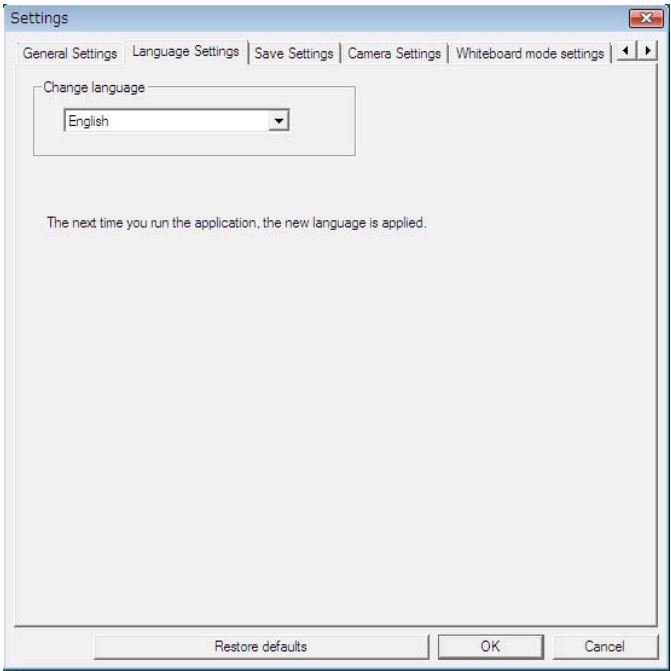 Settings
General Settings Language Settings Save Settings Camera Settings Whiteboard mode settings
Change language
English
The next time you run the application, the new language is applied.
Restore defaults OK Cancel